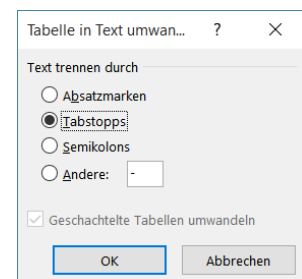 Tabelle in Text umwan... ? ×
Text trennen durch
Absatzmarken
Tabstopps
Semikolons
Andere: -
Geschachtelte Tabellen umwandeln
OK Abbrechen